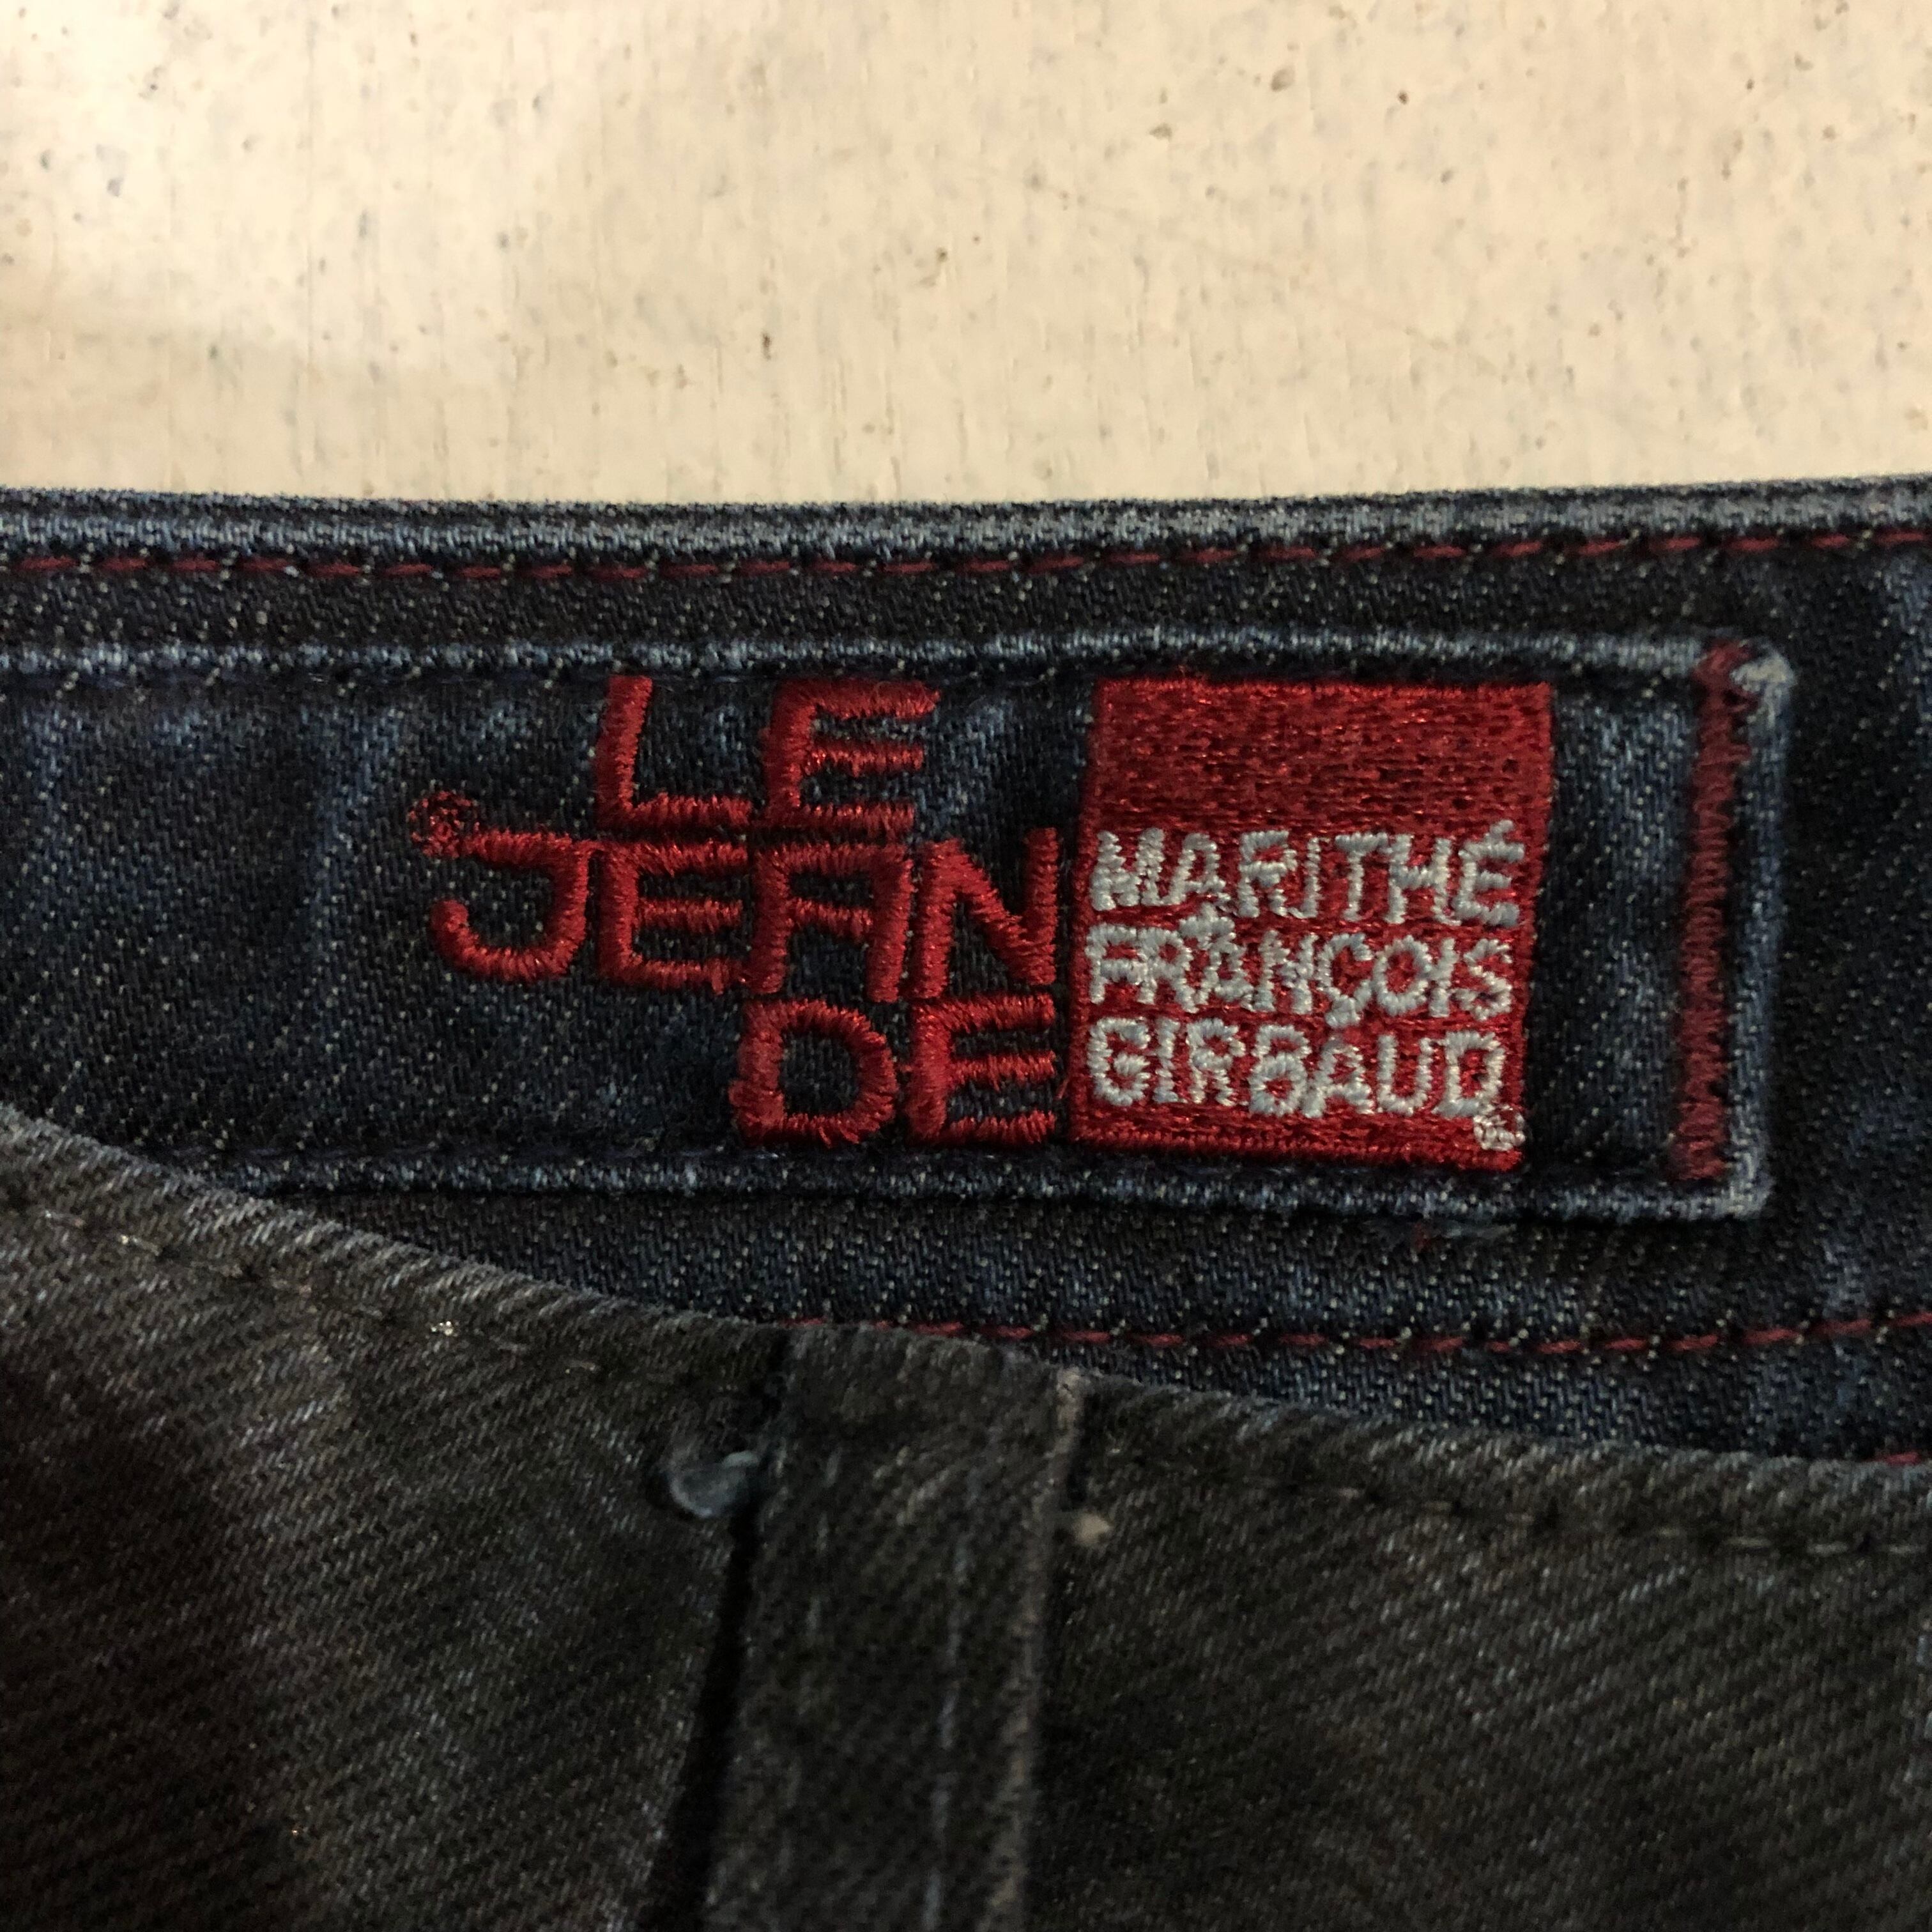 LE
®JEAN
DE
MARITHÉ
+
FRANÇOIS
GIRBAUD®